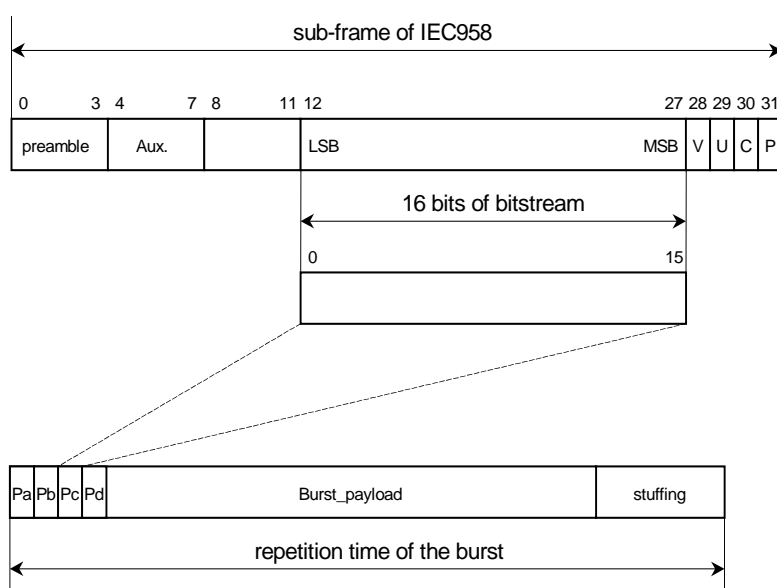 sub-frame of IEC958
0 3 4 7 8 11 12 27 28 29 30 31
preamble Aux. LSB MSB V U C P
16 bits of bitstream
0 15
Pa Pb Pc Pd Burst_payload stuffing
repetition time of the burst